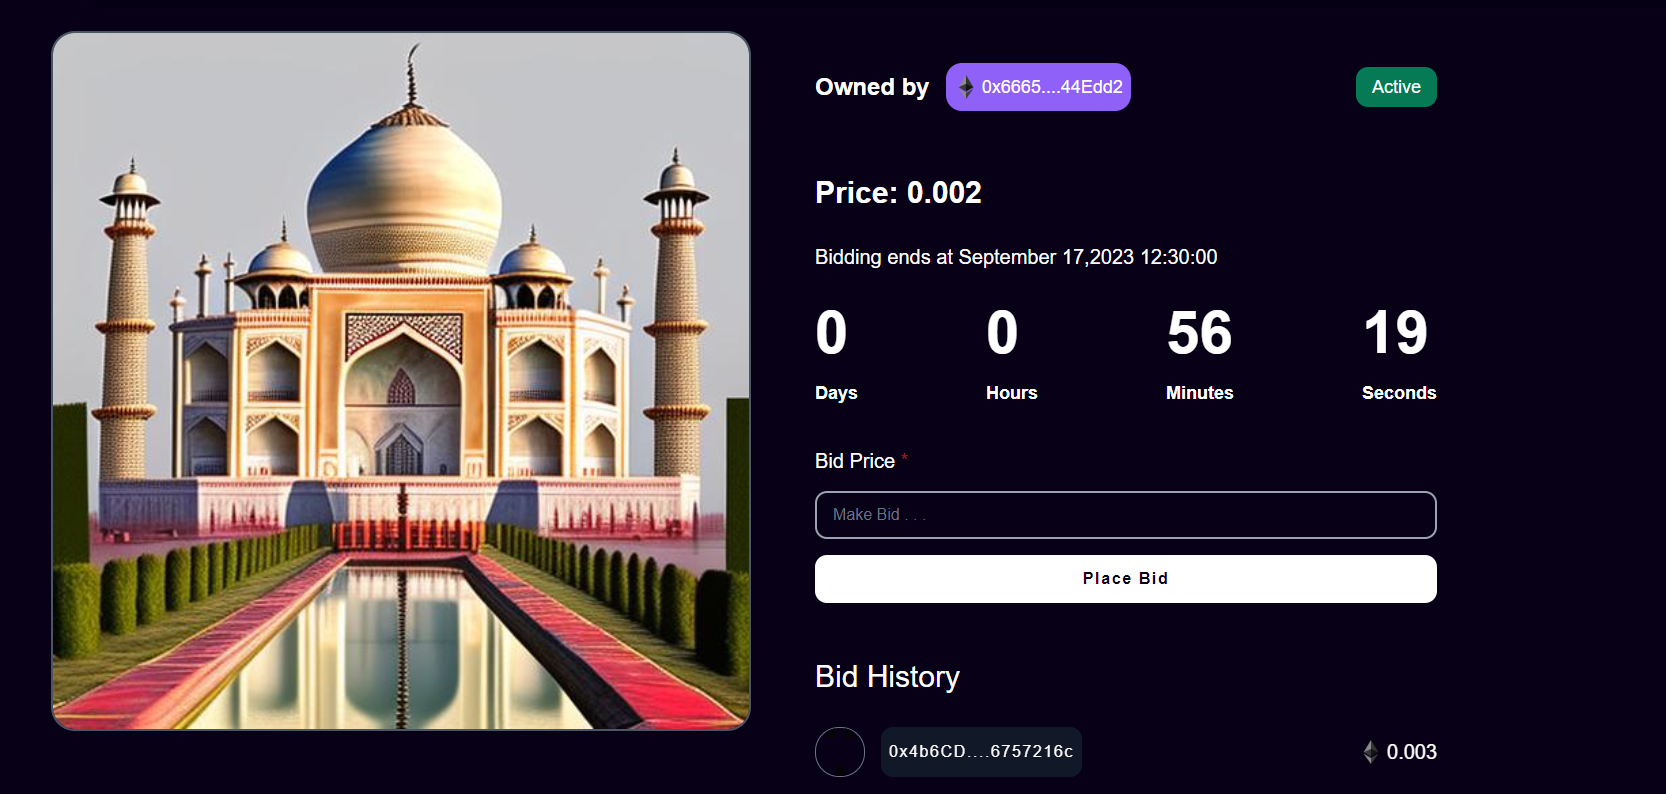 Owned by 0x6665....44Edd2 Active
Price: 0.002
Bidding ends at September 17,2023 12:30:00
0 0 56 19
Days Hours Minutes Seconds
Bid Price *
Make Bid . . .
Place Bid
Bid History
0x4b6CD....6757216c 0.003